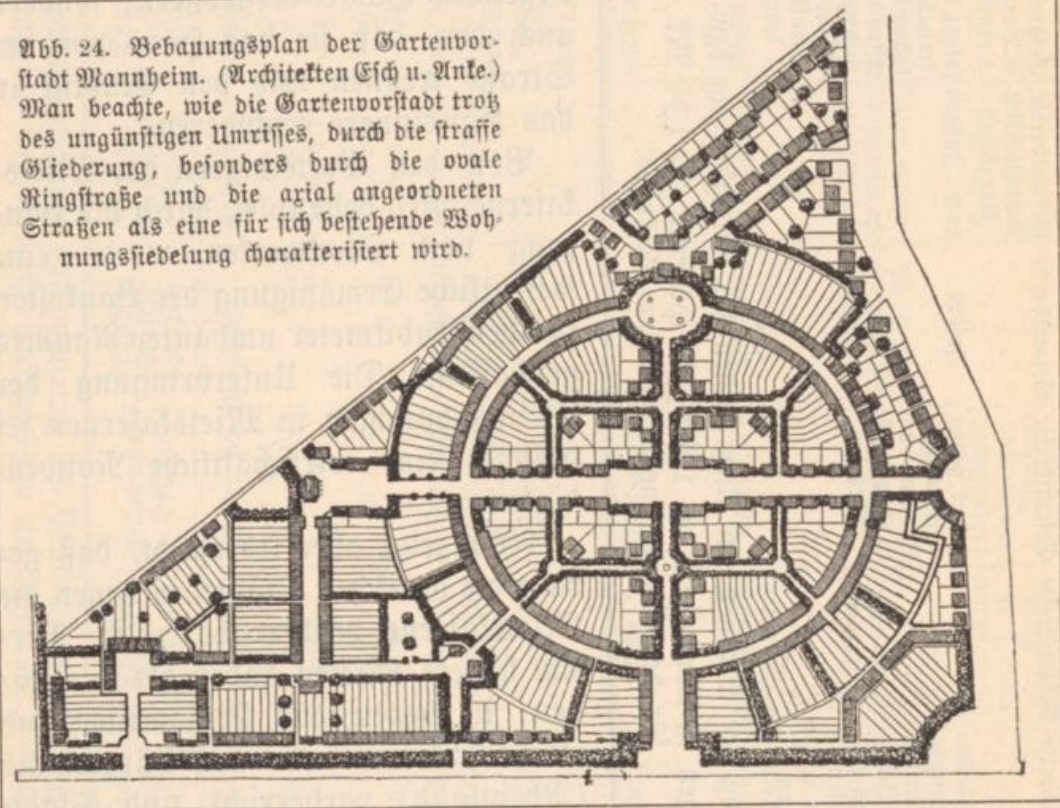 Abb. 24. Bebauungsplan der Gartenvor-
stadt Mannheim. (Architekten Esch u. Anke.)
Man beachte, wie die Gartenvorstadt trotz
des ungünstigen Umrisses, durch die straffe
Gliederung, besonders durch die ovale
Ringstraße und die axial angeordneten
Straßen als eine für sich bestehende Woh-
nungssiedelung charakterisiert wird.